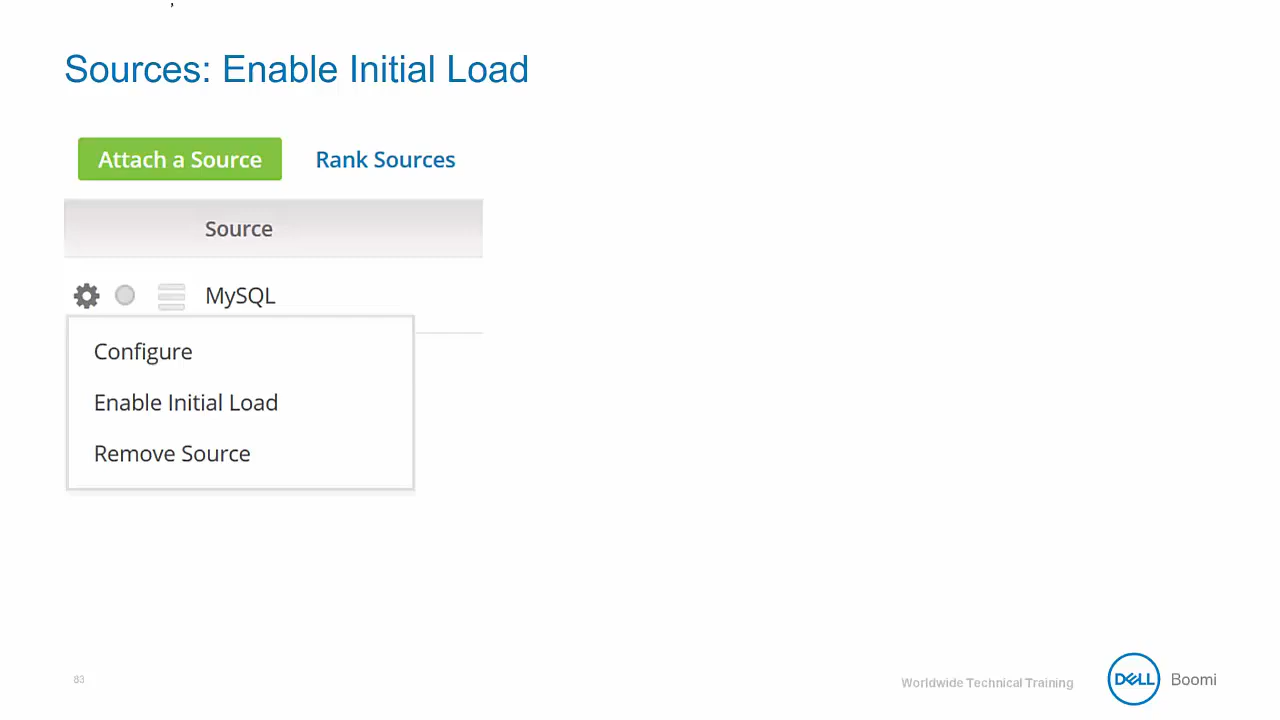 Sources: Enable Initial Load
Attach a Source
Rank Sources
Source
MySQL
Configure
Enable Initial Load
Remove Source
83
Worldwide Technical Training
DELL
Boomi